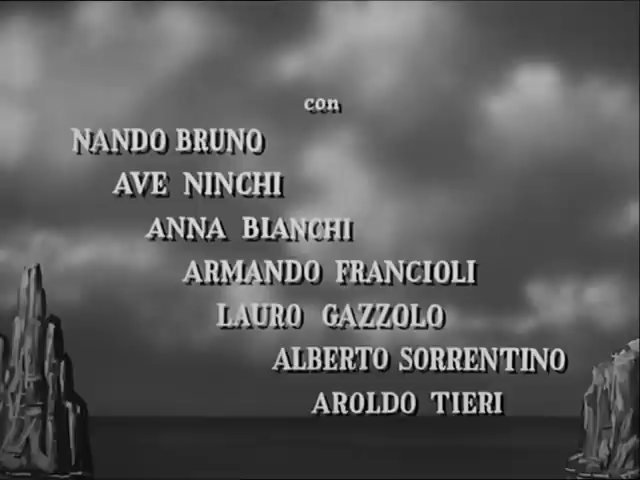 con
NANDO BRUNO
AVE NINCHI
ANNA BIANCHI
ARMANDO FRANCIOLI
LAURO GAZZOLO
ALBERTO SORRENTINO
AROLDO TIERI